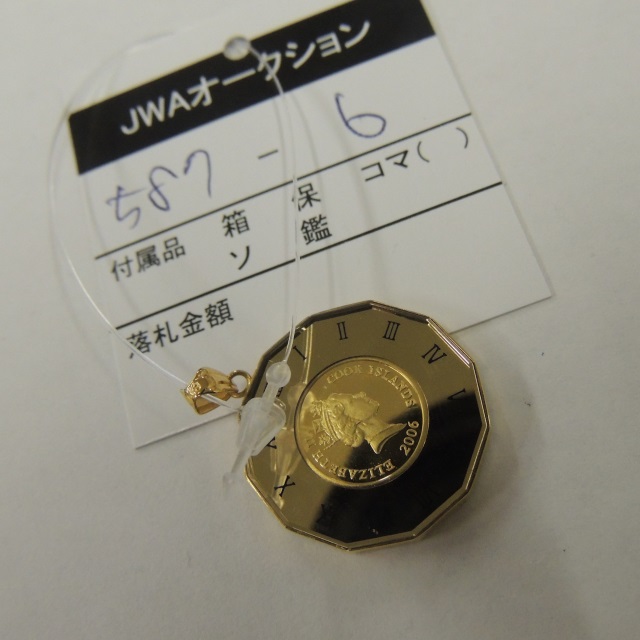 JWAオークション
587 - 6
付属品 箱 保 コマ( )
ソ 鑑
落札金額
I II III IV V
X
ELIZABETH II
COOK ISLANDS
2006